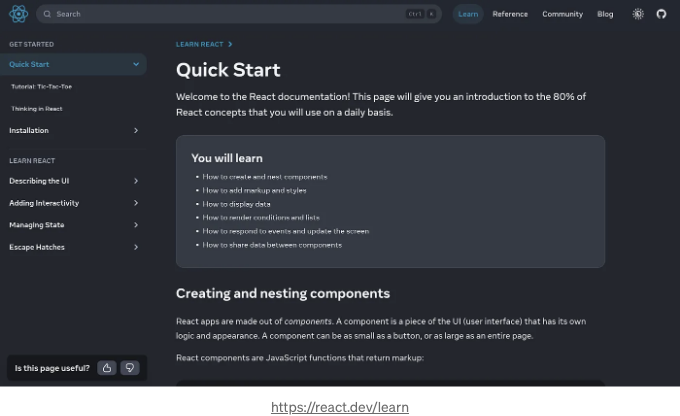 Search
Ctrl K
Learn
Reference
Community
Blog
GET STARTED
Quick Start
Tutorial: Tic-Tac-Toe
Thinking in React
Installation
LEARN REACT
Describing the UI
Adding Interactivity
Managing State
Escape Hatches
Is this page useful?
LEARN REACT
Quick Start
Welcome to the React documentation! This page will give you an introduction to the 80% of
React concepts that you will use on a daily basis.
You will learn
• How to create and nest components
• How to add markup and styles
• How to display data
• How to render conditions and lists
• How to respond to events and update the screen
• How to share data between components
Creating and nesting components
React apps are made out of components. A component is a piece of the UI (user interface) that has its own
logic and appearance. A component can be as small as a button, or as large as an entire page.
React components are JavaScript functions that return markup:
https://react.dev/learn